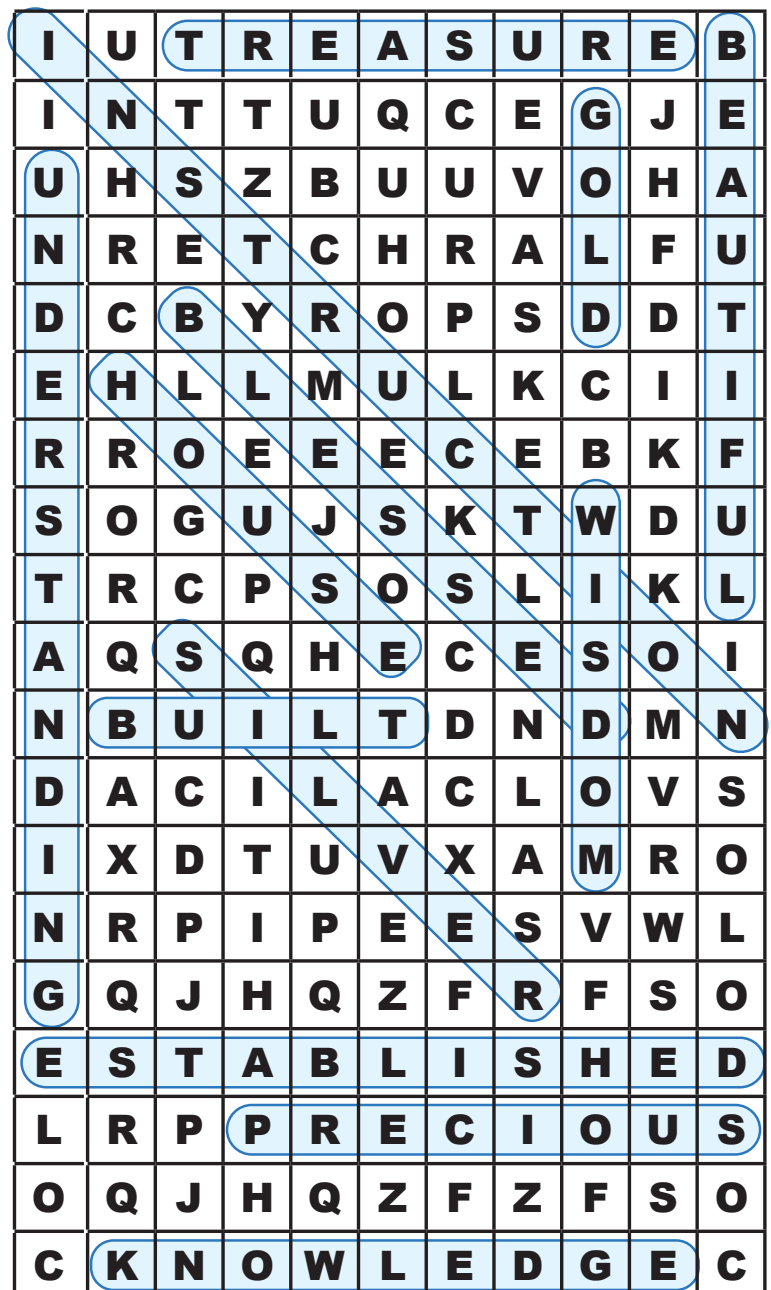 I U T R E A S U R E B
I N T T U Q C E G J E
U H S Z B U U V O H A
N R E T C H R A L F U
D C B Y R O P S D D T
E H L L M U L K C I I
R R O E E E C E B K F
S O G U J S K T W D U
T R C P S O S L I K L
A Q S Q H E C E S O I
N B U I L T D N D M N
D A C I L A C L O V S
I X D T U V X A M R O
N R P I P E E S V W L
G Q J H Q Z F R F S O
E S T A B L I S H E D
L R P P R E C I O U S
O Q J H Q Z F Z F S O
C K N O W L E D G E C